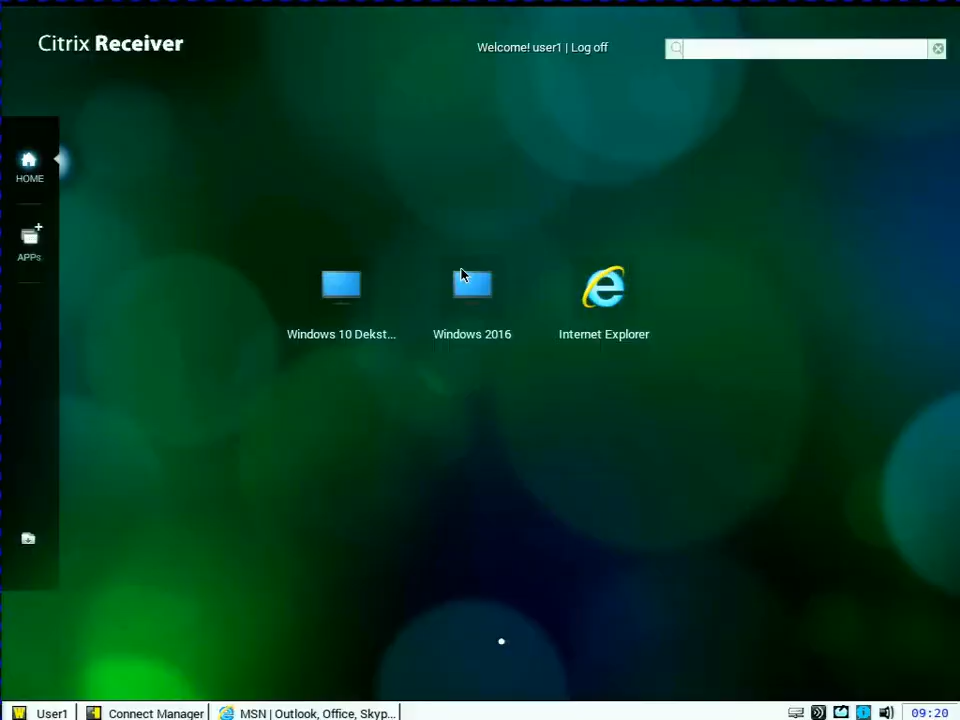 Citrix Receiver
Welcome! user1 | Log off
HOME
APPs
Windows 10 Dekst...
Windows 2016
Internet Explorer
User1
Connect Manager
MSN | Outlook, Office, Skyp...
09:20